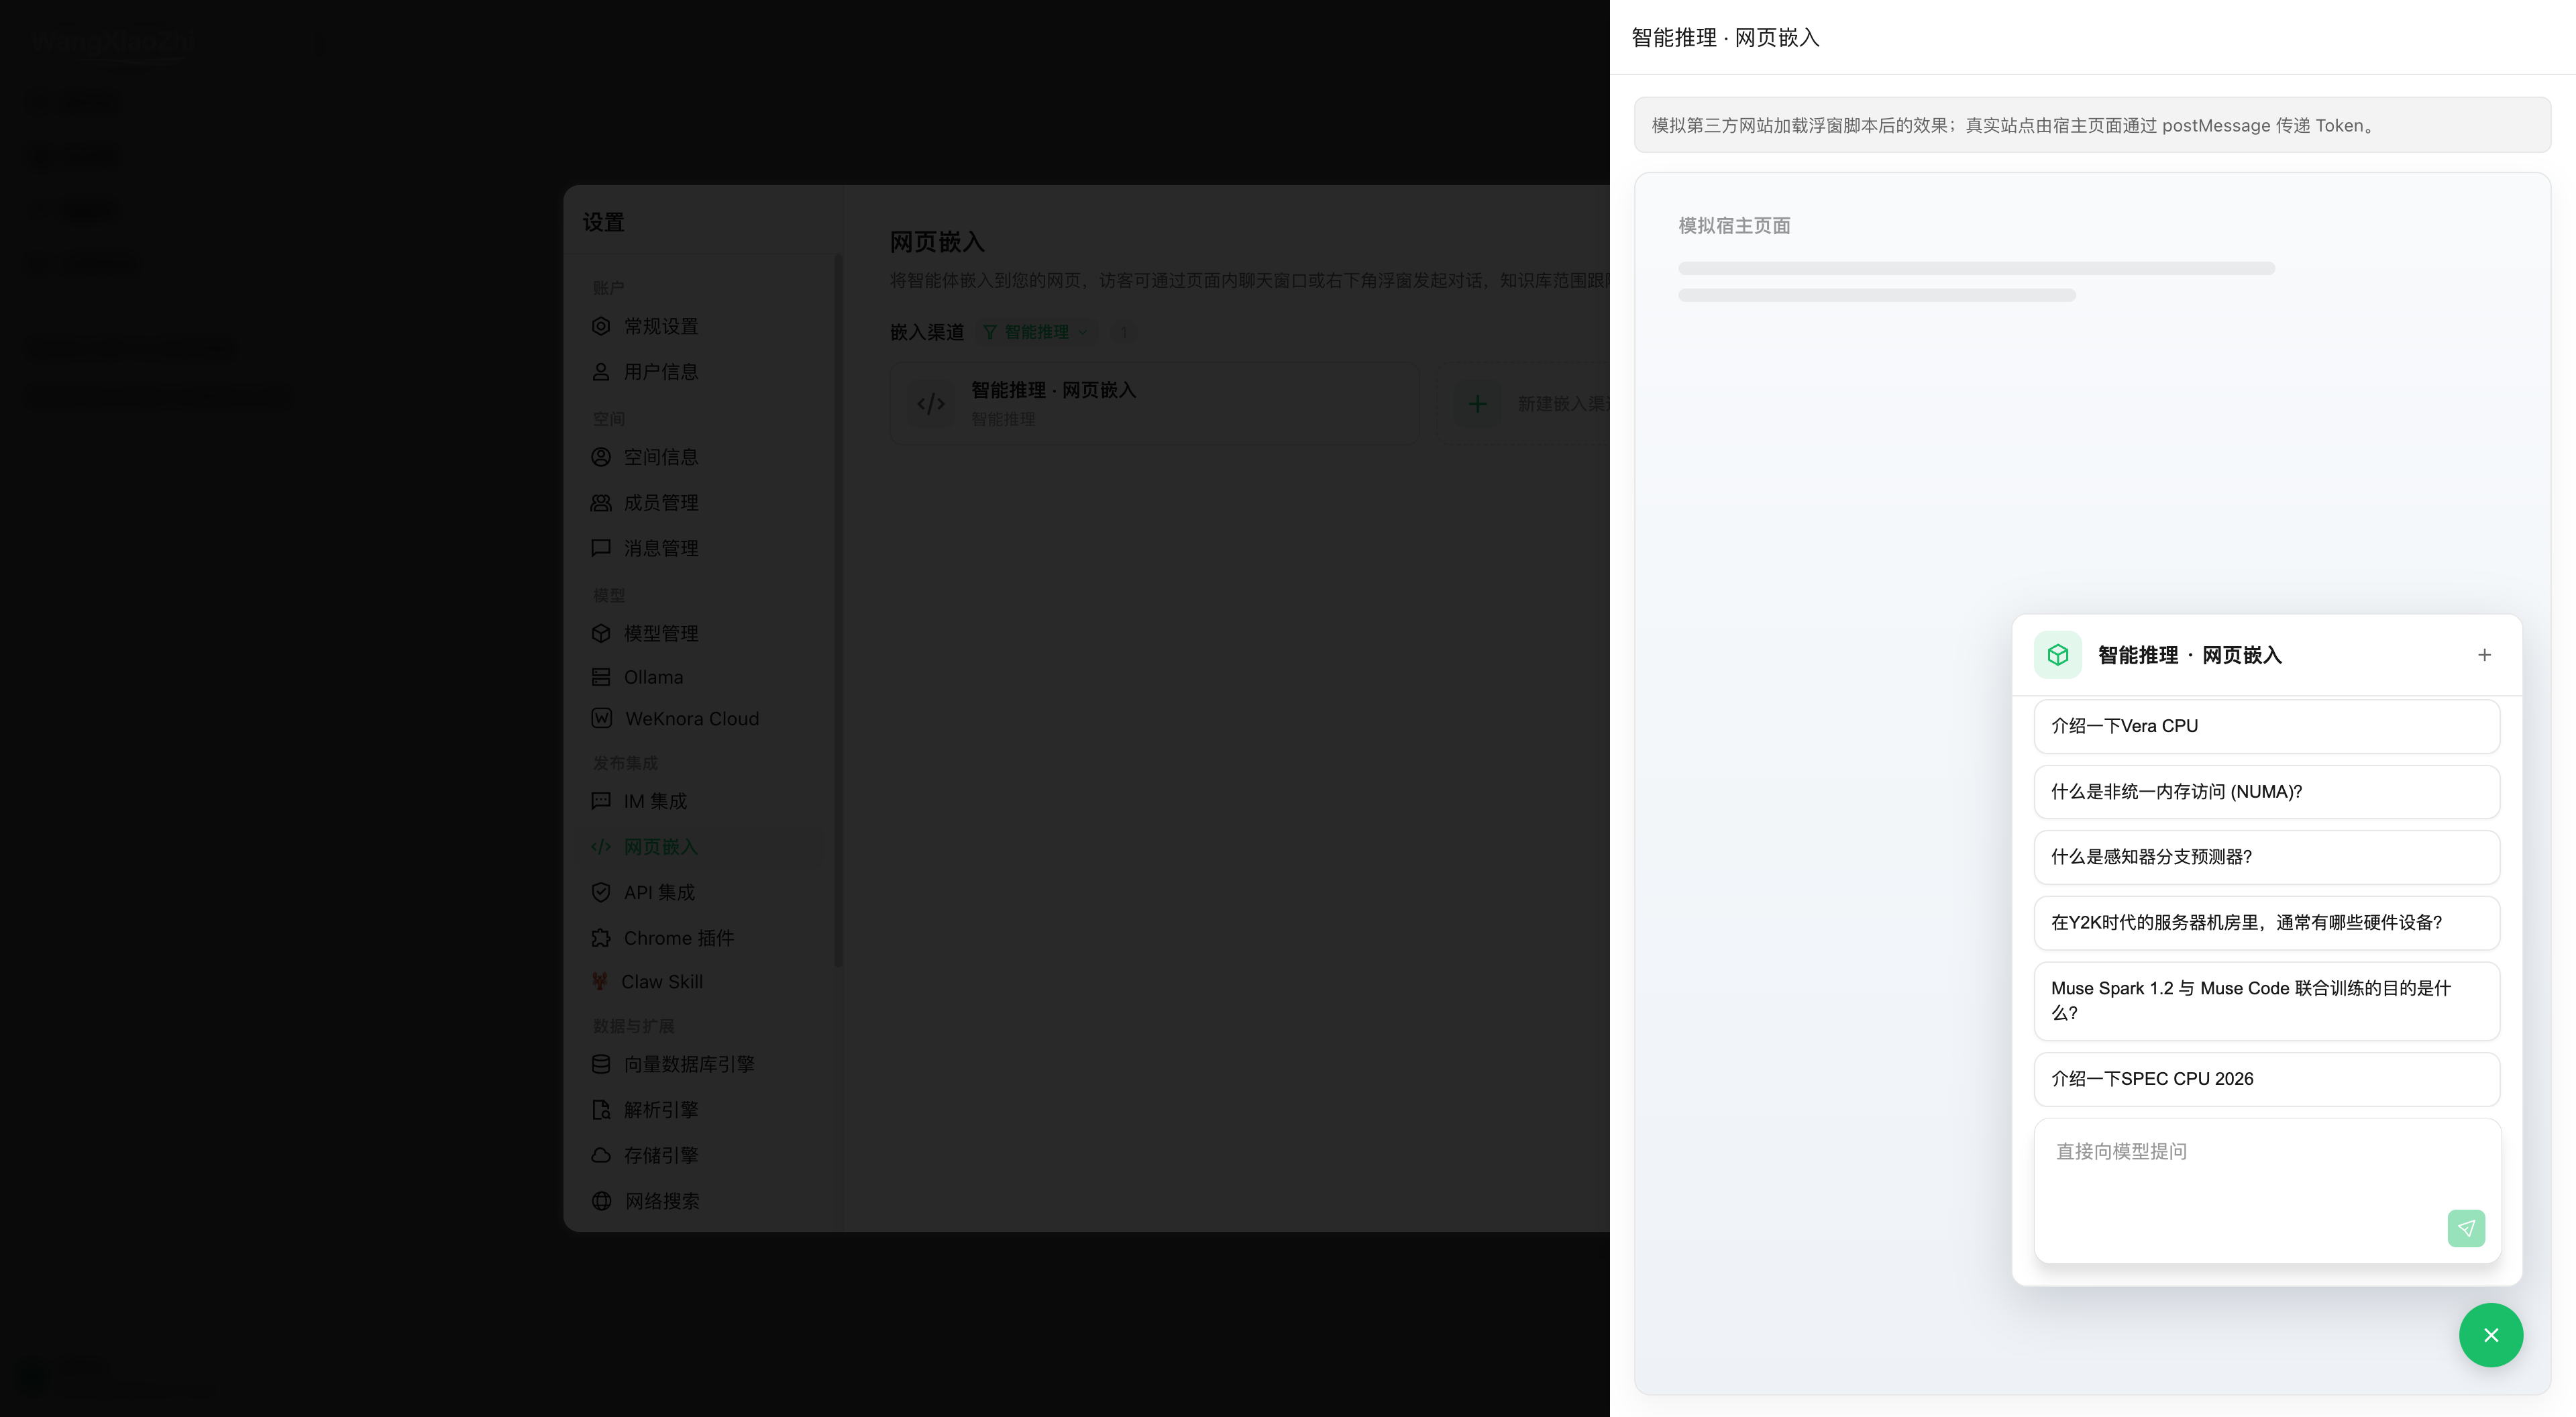 设置
账户
常规设置
用户信息
空间
空间信息
成员管理
消息管理
模型
模型管理
Ollama
WeKnora Cloud
发布集成
IM 集成
网页嵌入
API 集成
Chrome 插件
Claw Skill
数据与扩展
向量数据库引擎
解析引擎
存储引擎
网络搜索
网页嵌入
将智能体嵌入到您的网页，访客可通过页面内聊天窗口或右下角浮窗发起对话，知识库范围跟
嵌入渠道
智能推理
1
智能推理 · 网页嵌入
智能推理
新建嵌入渠
智能推理 · 网页嵌入
模拟第三方网站加载浮窗脚本后的效果；真实站点由宿主页面通过 postMessage 传递 Token。
模拟宿主页面
智能推理 · 网页嵌入
介绍一下Vera CPU
什么是非统一内存访问 (NUMA)?
什么是感知器分支预测器?
在Y2K时代的服务器机房里，通常有哪些硬件设备?
Muse Spark 1.2 与 Muse Code 联合训练的目的是什
么?
介绍一下SPEC CPU 2026
直接向模型提问